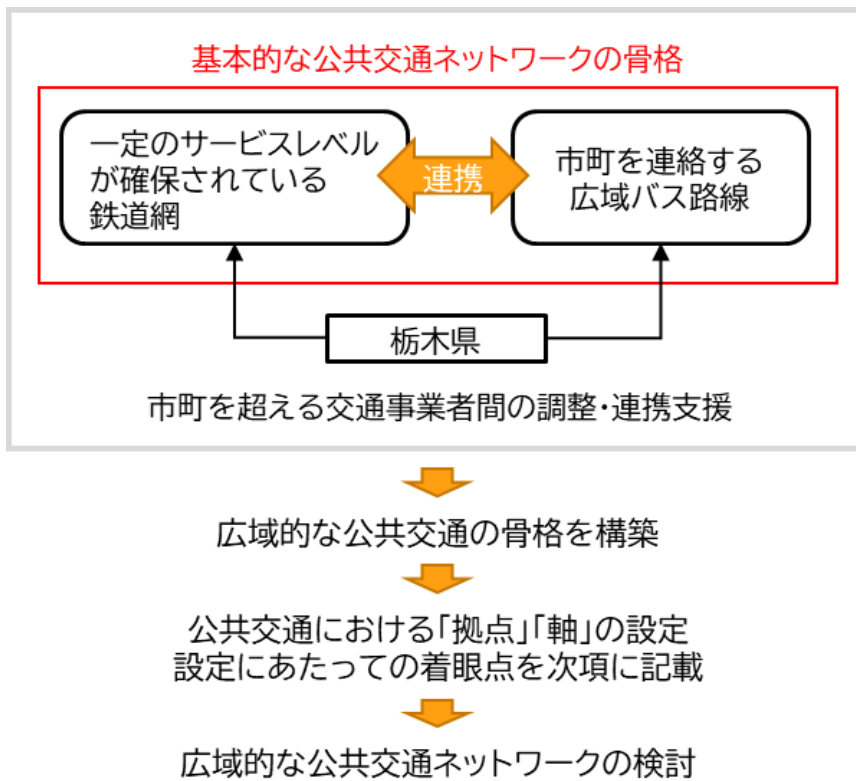 基本的な公共交通ネットワークの骨格
一定のサービスレベル
が確保されている
鉄道網
連携
市町を連絡する
広域バス路線
栃木県
市町を超える交通事業者間の調整・連携支援
広域的な公共交通の骨格を構築
公共交通における「拠点」「軸」の設定
設定にあたっての着眼点を次項に記載
広域的な公共交通ネットワークの検討